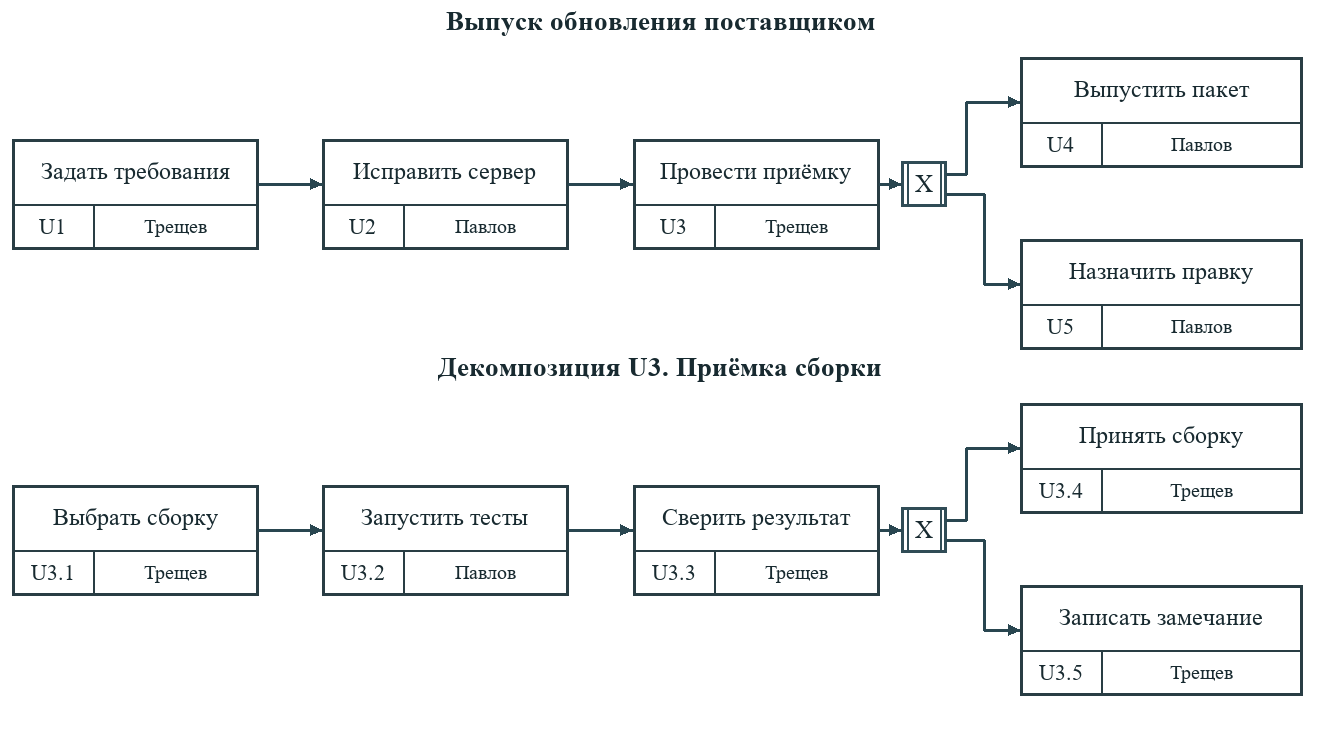 Выпуск обновления поставщиком
Задать требования
U1
Трещев
Исправить сервер
U2
Павлов
Провести приёмку
U3
Трещев
X
Выпустить пакет
U4
Павлов
Назначить правку
U5
Павлов
Декомпозиция U3. Приёмка сборки
Выбрать сборку
U3.1
Трещев
Запустить тесты
U3.2
Павлов
Сверить результат
U3.3
Трещев
X
Принять сборку
U3.4
Трещев
Записать замечание
U3.5
Трещев